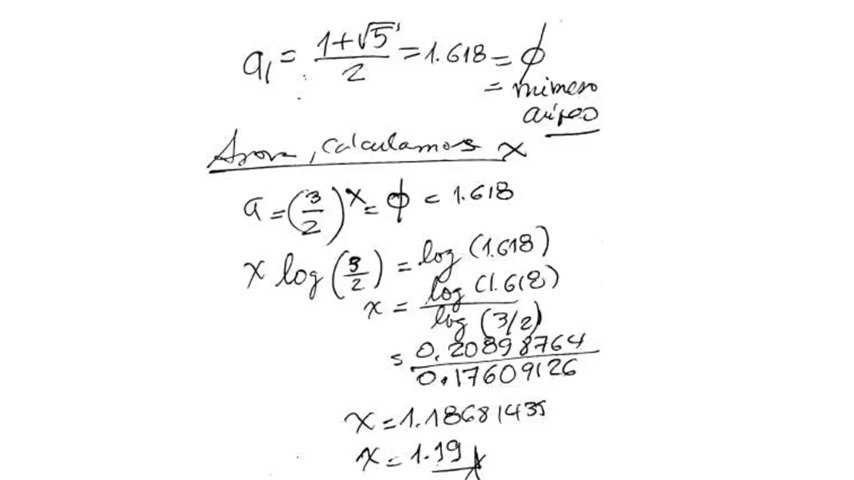 a₁ = (1+√5)/2 = 1.618 = ϕ
= número
aúreo
Ahora, calculamos x
a = (3/2)^x = ϕ = 1.618
x log(3/2) = log(1.618)
x = log(1.618)/log(3/2)
= 0.20898764/0.17609126
x = 1.18681435
x = 1.19